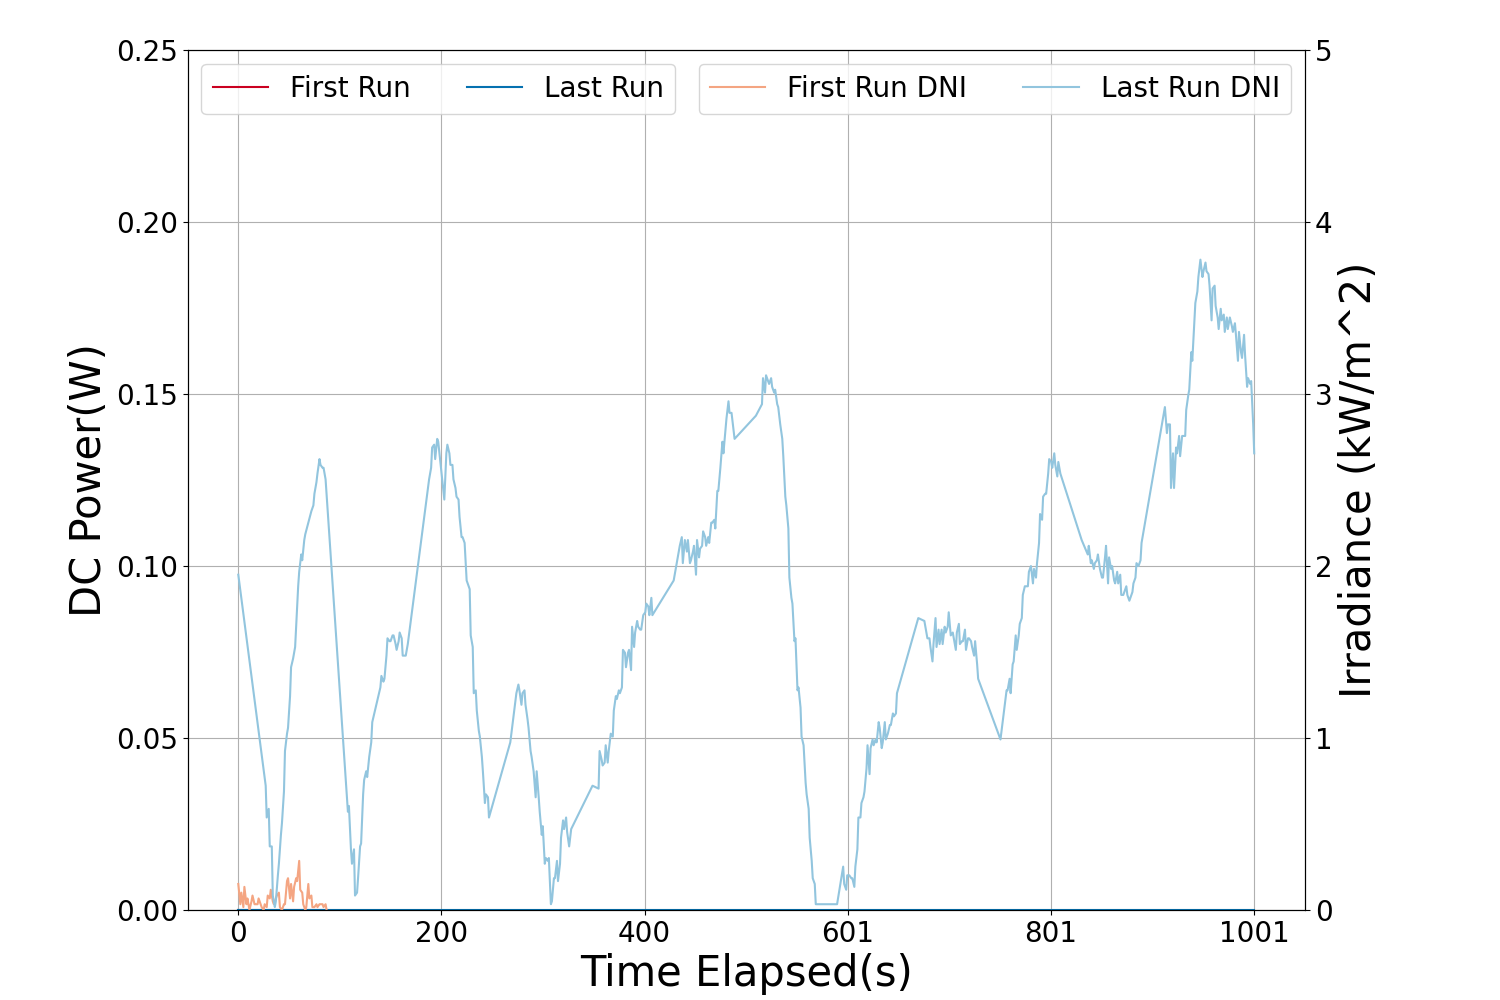 First Run
Last Run
First Run DNI
Last Run DNI
DC Power(W)
0.25
0.20
0.15
0.10
0.05
0.00
5
4
3
2
1
0
Irradiance (kW/m^2)
0 200 400 601 801 1001
Time Elapsed(s)